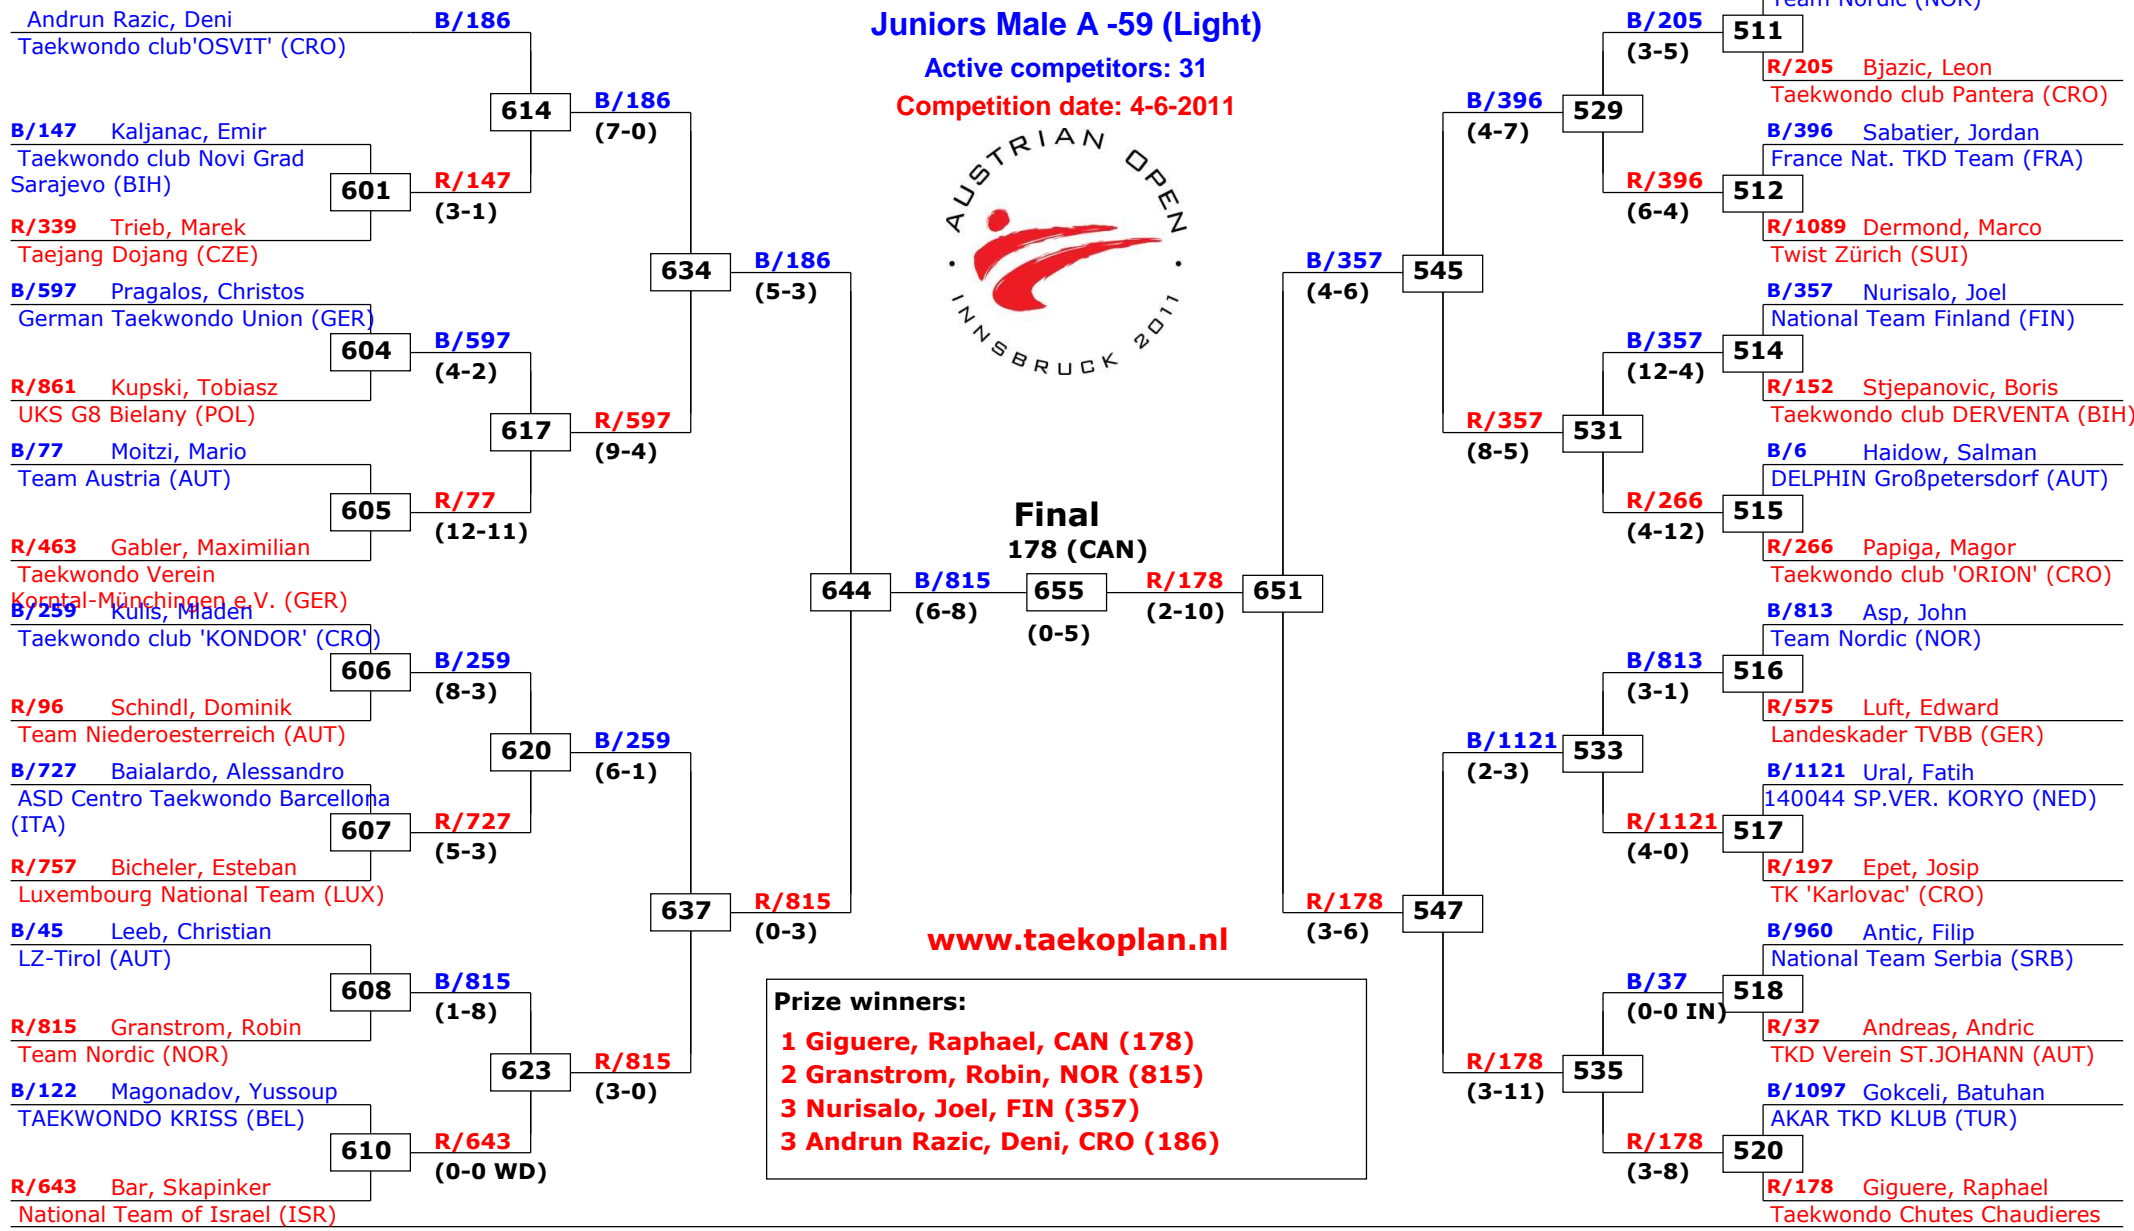 Andrun Razic, Deni
B/186
Taekwondo club'OSVIT' (CRO)
614
B/186
(7-0)
B/147 Kaljanac, Emir
Taekwondo club Novi Grad
Sarajevo (BIH)
601
R/147
(3-1)
R/339 Trieb, Marek
Taejang Dojang (CZE)
634
B/186
(5-3)
B/597 Pragalos, Christos
German Taekwondo Union (GER)
604
B/597
(4-2)
R/861 Kupski, Tobiasz
UKS G8 Bielany (POL)
617
R/597
(9-4)
B/77 Moitzi, Mario
Team Austria (AUT)
605
R/77
(12-11)
R/463 Gabler, Maximilian
Taekwondo Verein
Korntal-Münchingen e.V. (GER)
B/259 Kulis, Mladen
Taekwondo club 'KONDOR' (CRO)
606
B/259
(8-3)
R/96 Schindl, Dominik
Team Niederoesterreich (AUT)
620
B/259
(6-1)
B/727 Baialardo, Alessandro
ASD Centro Taekwondo Barcellona
(ITA)
607
R/727
(5-3)
R/757 Bicheler, Esteban
Luxembourg National Team (LUX)
637
R/815
(0-3)
B/45 Leeb, Christian
LZ-Tirol (AUT)
608
B/815
(1-8)
R/815 Granstrom, Robin
Team Nordic (NOR)
623
R/815
(3-0)
B/122 Magonadov, Yussoup
TAEKWONDO KRISS (BEL)
610
R/643
(0-0 WD)
R/643 Bar, Skapinker
National Team of Israel (ISR)
Juniors Male A -59 (Light)
Active competitors: 31
Competition date: 4-6-2011
AUSTRIAN OPEN
INNSBRUCK 2011
Final
178 (CAN)
644
B/815
(6-8)
655
(0-5)
R/178
(2-10)
651
www.taekoplan.nl
Prize winners:
1 Giguere, Raphael, CAN (178)
2 Granstrom, Robin, NOR (815)
3 Nurisalo, Joel, FIN (357)
3 Andrun Razic, Deni, CRO (186)
Team Nordic (NOR)
B/205
(3-5)
511
R/205 Bjazic, Leon
Taekwondo club Pantera (CRO)
B/396
(4-7)
529
B/396 Sabatier, Jordan
France Nat. TKD Team (FRA)
R/396
(6-4)
512
R/1089 Dermond, Marco
Twist Zürich (SUI)
B/357
(4-6)
545
B/357 Nurisalo, Joel
National Team Finland (FIN)
B/357
(12-4)
514
R/152 Stjepanovic, Boris
Taekwondo club DERVENTA (BIH)
R/357
(8-5)
531
B/6 Haidow, Salman
DELPHIN Großpetersdorf (AUT)
R/266
(4-12)
515
R/266 Papiga, Magor
Taekwondo club 'ORION' (CRO)
B/813 Asp, John
Team Nordic (NOR)
B/813
(3-1)
516
R/575 Luft, Edward
Landeskader TVBB (GER)
B/1121
(2-3)
533
B/1121 Ural, Fatih
140044 SP.VER. KORYO (NED)
R/1121
(4-0)
517
R/197 Epet, Josip
TK 'Karlovac' (CRO)
R/178
(3-6)
547
B/960 Antic, Filip
National Team Serbia (SRB)
B/37
(0-0 IN)
518
R/37 Andreas, Andric
TKD Verein ST.JOHANN (AUT)
R/178
(3-11)
535
B/1097 Gokceli, Batuhan
AKAR TKD KLUB (TUR)
R/178
(3-8)
520
R/178 Giguere, Raphael
Taekwondo Chutes Chaudieres